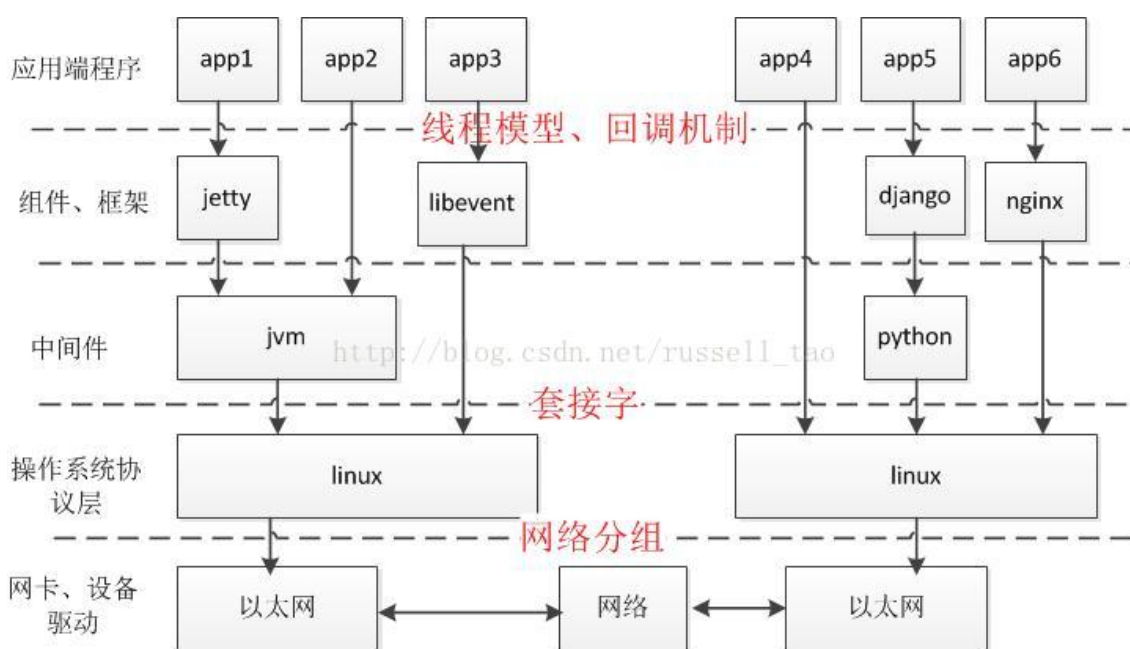 应用端程序
app1
app2
app3
app4
app5
app6
线程模型、回调机制
组件、框架
jetty
libevent
django
nginx
中间件
jvm
python
http://blog.csdn.net/russell_tao
套接字
操作系统协
议层
linux
linux
网络分组
网卡、设备
驱动
以太网
网络
以太网